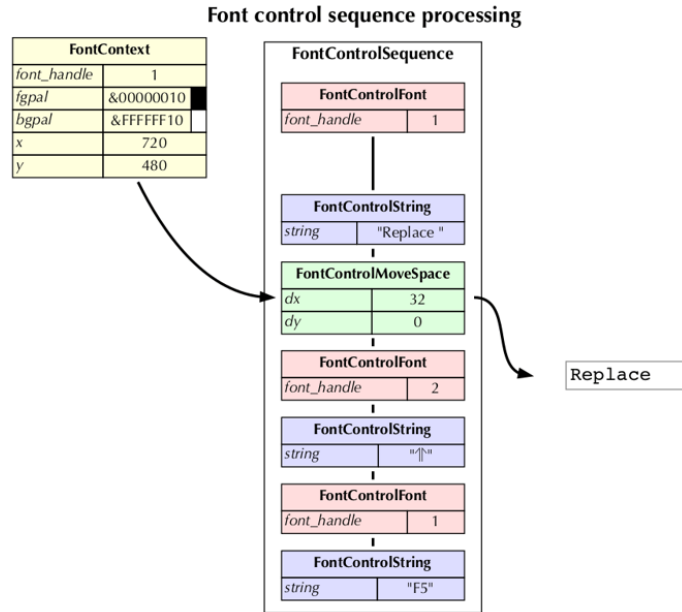 Font control sequence processing
FontContext
font_handle 1
fgpal &00000010
bgpal &FFFFFF10
x 720
y 480
FontControlSequence
FontControlFont
font_handle 1
FontControlString
string "Replace "
FontControlMoveSpace
dx 32
dy 0
FontControlFont
font_handle 2
FontControlString
string "⇑"
FontControlFont
font_handle 1
FontControlString
string "F5"
Replace